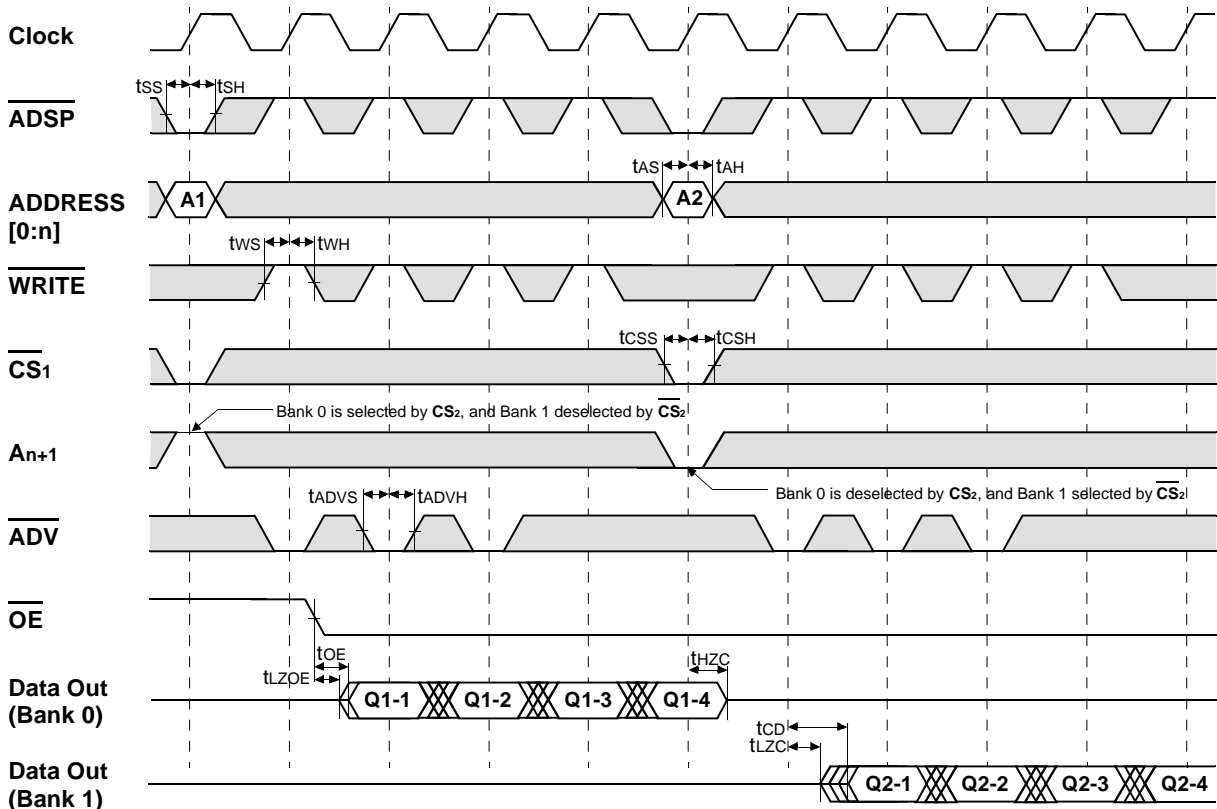 Clock
tSS
tSH
ADSP
ADDRESS
[0:n]
A1
tAS
tAH
A2
tWS
tWH
WRITE
tCSS
tCSH
CS1
Bank 0 is selected by CS2, and Bank 1 deselected by CS2
An+1
Bank 0 is deselected by CS2, and Bank 1 selected by CS2
tADVS
tADVH
ADV
OE
tOE
tLZOE
tHZC
Data Out
(Bank 0)
Q1-1
Q1-2
Q1-3
Q1-4
tCD
tLZC
Data Out
(Bank 1)
Q2-1
Q2-2
Q2-3
Q2-4